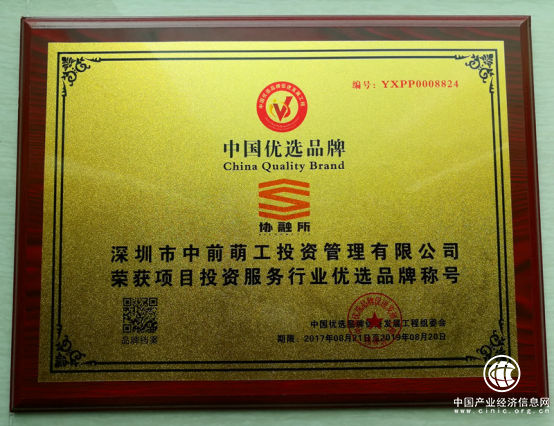 编号：YXPP0008824
中国优选品牌
China Quality Brand
协融所
深圳市中前萌工投资管理有限公司
荣获项目投资服务行业优选品牌称号
品牌档案
中国优选品牌促进发展工程组委会
期限 2017年08月21日至2019年08月20日
中国产业经济信息网
www.cinic.org.cn